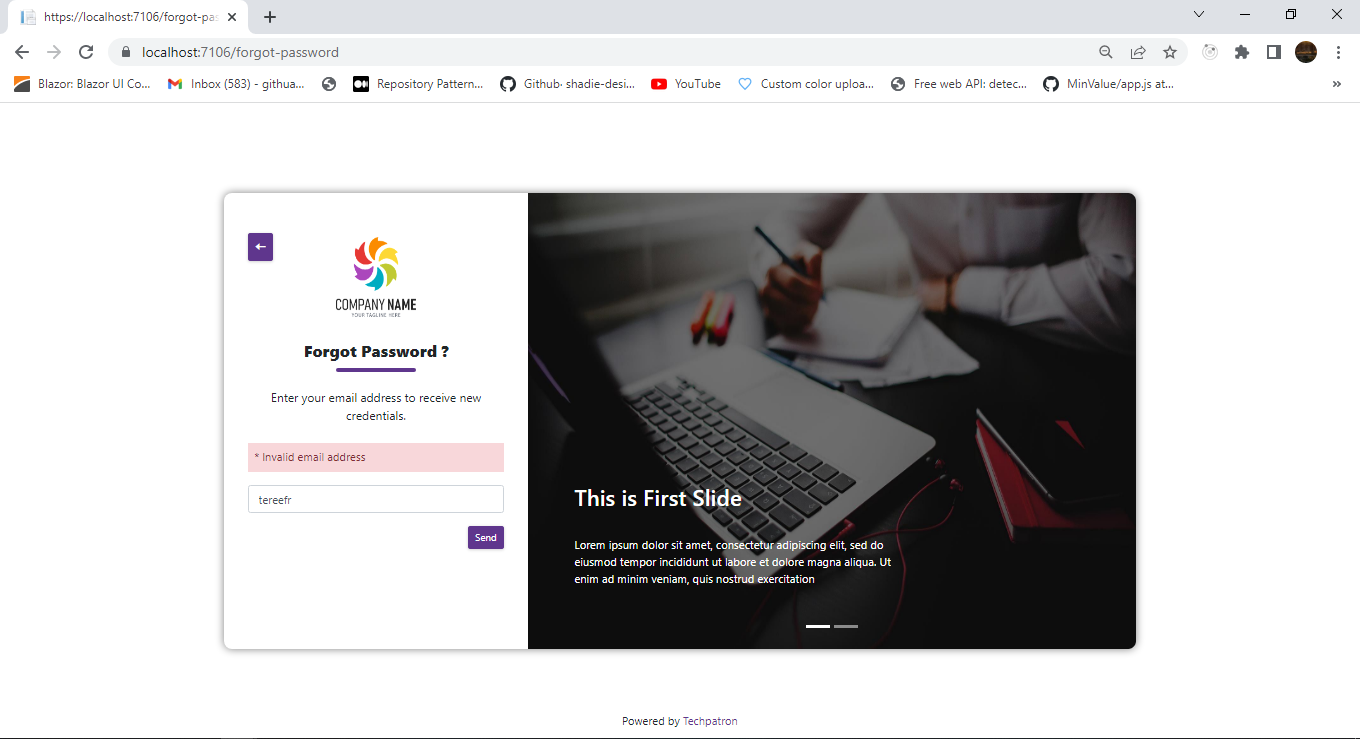 https://localhost:7106/forgot-pas
localhost:7106/forgot-password
Blazor: Blazor UI Co...
Inbox (583) - githua...
Repository Pattern...
Github· shadie-desi...
YouTube
Custom color uploa...
Free web API: detec...
MinValue/app.js at...
COMPANY NAME
YOUR TAGLINE HERE
Forgot Password ?
Enter your email address to receive new
credentials.
* Invalid email address
tereefr
Send
This is First Slide
Lorem ipsum dolor sit amet, consectetur adipiscing elit, sed do
eiusmod tempor incididunt ut labore et dolore magna aliqua. Ut
enim ad minim veniam, quis nostrud exercitation
Powered by Techpatron